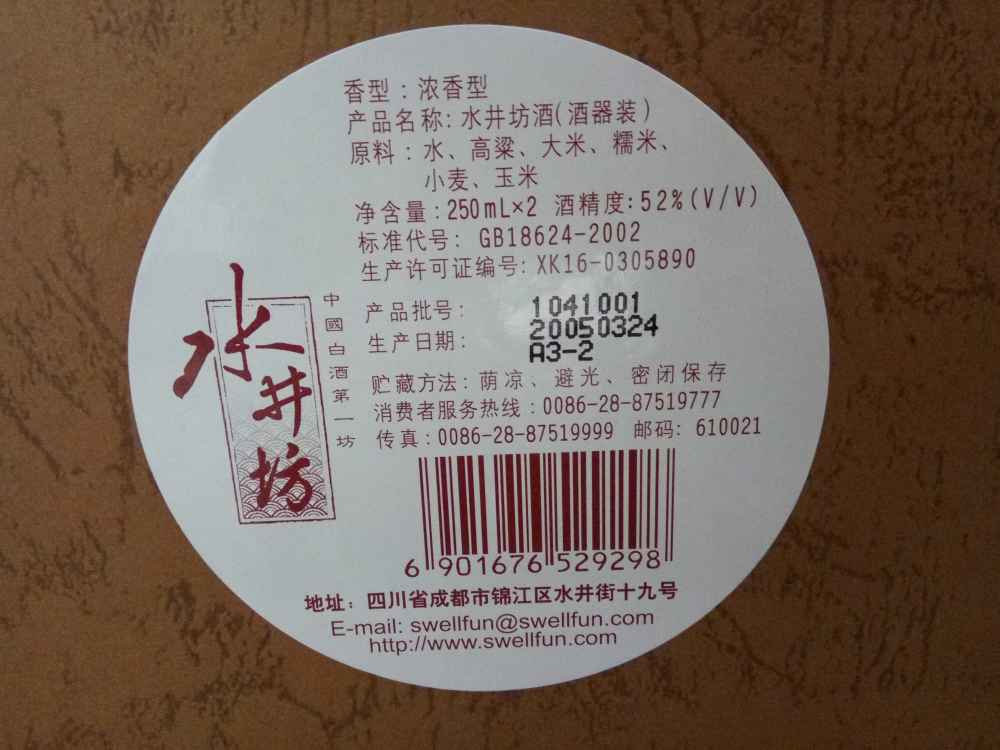 香型：浓香型
产品名称：水井坊酒（酒器装）
原料：水、高粱、大米、糯米、
小麦、玉米
净含量：250mL×2 酒精度：52%(V/V)
标准代号：GB18624-2002
生产许可证编号：XK16-0305890
产品批号：1041001
生产日期：20050324
A3-2
贮藏方法：荫凉、避光、密闭保存
消费者服务热线：0086-28-87519777
传真：0086-28-87519999 邮码：610021
水井坊
中國白酒第一坊
6 901676 529298
地址：四川省成都市锦江区水井街十九号
E-mail: swellfun@swellfun.com
http://www.swellfun.com